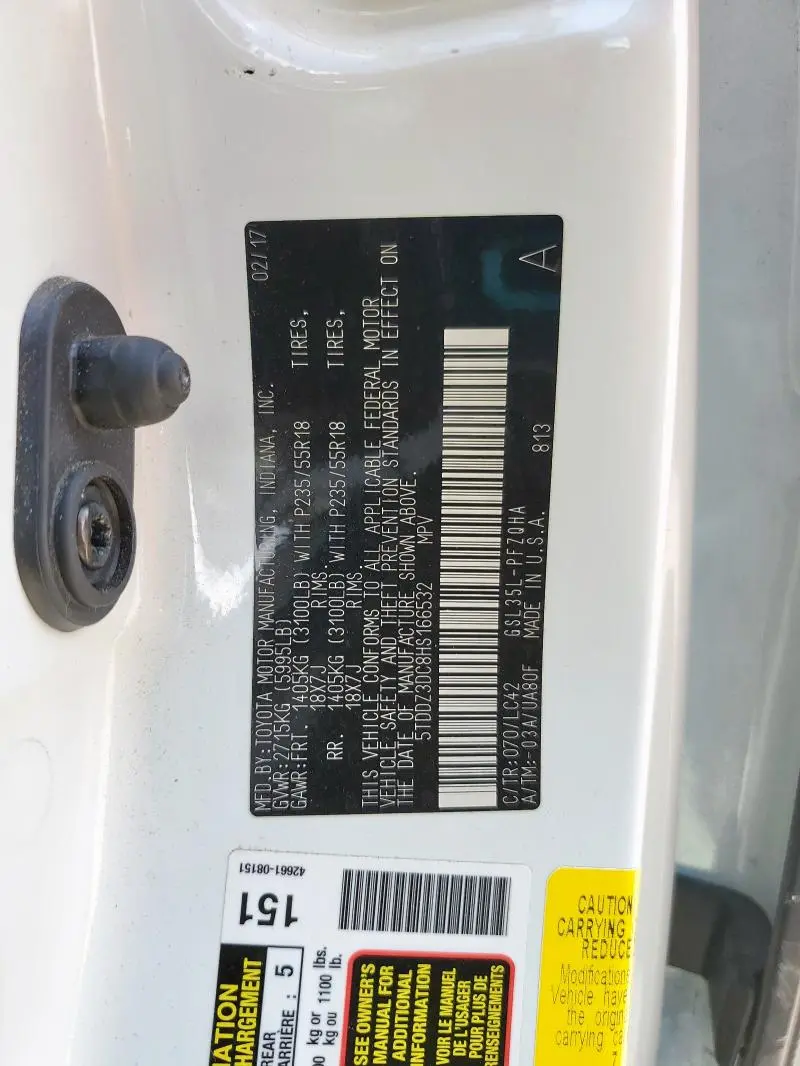 MFD.BY:TOYOTA MOTOR MANUFACTURING, INDIANA, INC. 02/17
GVWR:2715KG (5995LB)
GAWR:FRT. 1405KG (3100LB) WITH P235/55R18 TIRES,
18X7J RIMS
RR. 1405KG (3100LB) WITH P235/55R18 TIRES,
18X7J RIMS.
THIS VEHICLE CONFORMS TO ALL APPLICABLE FEDERAL MOTOR
VEHICLE SAFETY AND THEFT PREVENTION STANDARDS IN EFFECT ON
THE DATE OF MANUFACTURE SHOWN ABOVE.
5TDDZ3DC8HS166532 MPV
C/TR:070/LC42 GSL35L-PFZQHA 813
A/TM:-03A/UA80F MADE IN U.S.A. A
42661-08151
151
REAR
ARRIÈRE : 5
kg or 1100 lbs.
kg ou 1100 lb.
SEE OWNER'S
MANUAL FOR
ADDITIONAL
INFORMATION
VOIR LE MANUEL
DE L'USAGER
POUR PLUS DE
RENSEIGNEMENTS
CAUTION
CARRYING
REDUCE
Modifications
Vehicle have
the origin
carrying ca